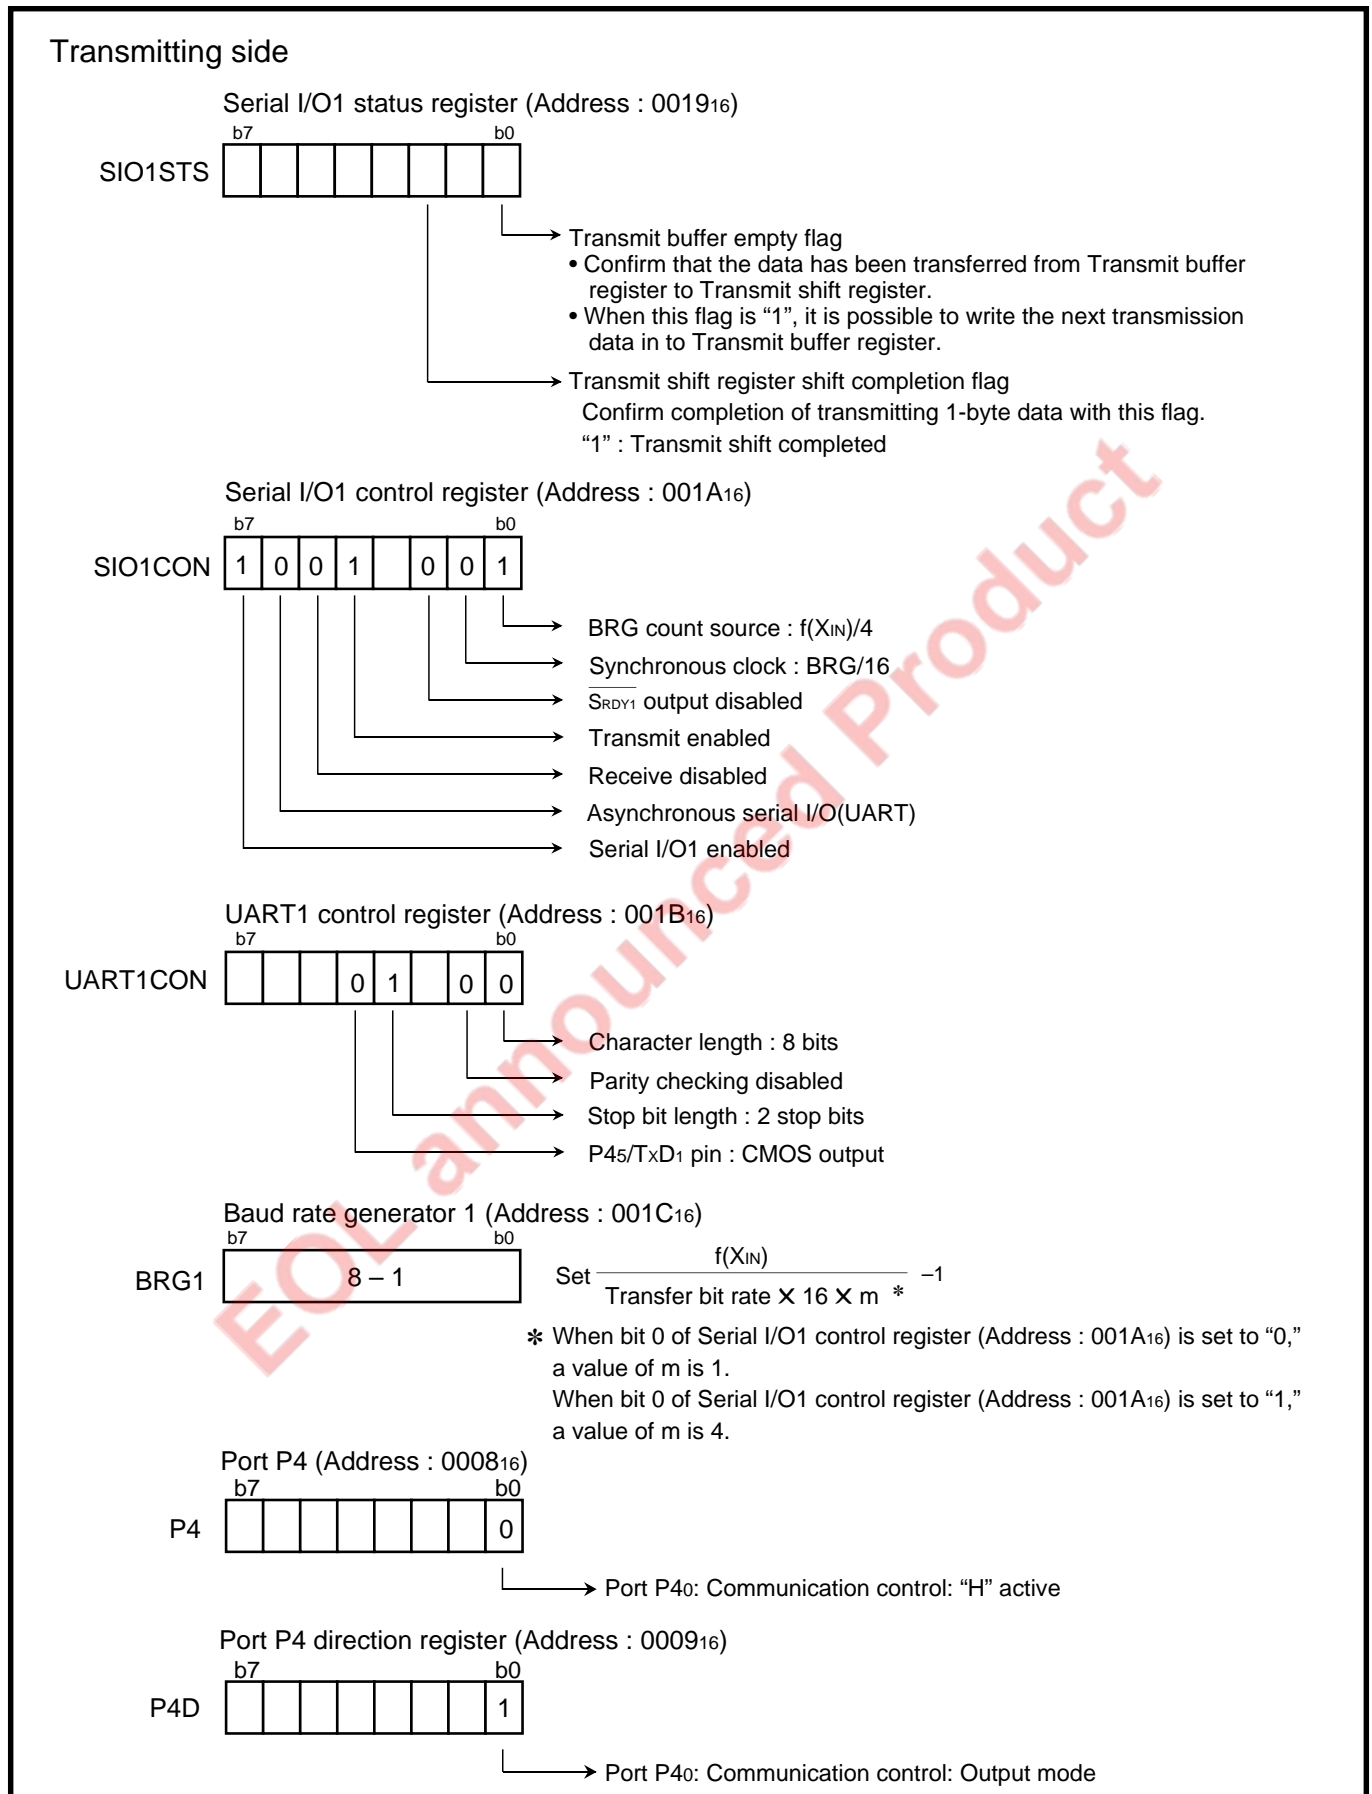 Transmitting side
Serial I/O1 status register (Address : 0019₁₆)
b7 b0
SIO1STS
Transmit buffer empty flag
• Confirm that the data has been transferred from Transmit buffer
register to Transmit shift register.
• When this flag is “1”, it is possible to write the next transmission
data in to Transmit buffer register.
Transmit shift register shift completion flag
Confirm completion of transmitting 1-byte data with this flag.
“1” : Transmit shift completed
Serial I/O1 control register (Address : 001A₁₆)
b7 b0
SIO1CON 1 0 0 1 0 0 1
BRG count source : f(XIN)/4
Synchronous clock : BRG/16
SRDY1 output disabled
Transmit enabled
Receive disabled
Asynchronous serial I/O(UART)
Serial I/O1 enabled
UART1 control register (Address : 001B₁₆)
b7 b0
UART1CON 0 1 0 0
Character length : 8 bits
Parity checking disabled
Stop bit length : 2 stop bits
P45/TxD1 pin : CMOS output
Baud rate generator 1 (Address : 001C₁₆)
b7 b0
BRG1 8 – 1
f(XIN)
Set –1
Transfer bit rate ✕ 16 ✕ m ✻
✻ When bit 0 of Serial I/O1 control register (Address : 001A₁₆) is set to “0,”
a value of m is 1.
When bit 0 of Serial I/O1 control register (Address : 001A₁₆) is set to “1,”
a value of m is 4.
Port P4 (Address : 0008₁₆)
b7 b0
P4 0
Port P40: Communication control: “H” active
Port P4 direction register (Address : 0009₁₆)
b7 b0
P4D 1
Port P40: Communication control: Output mode
EOL announced Product